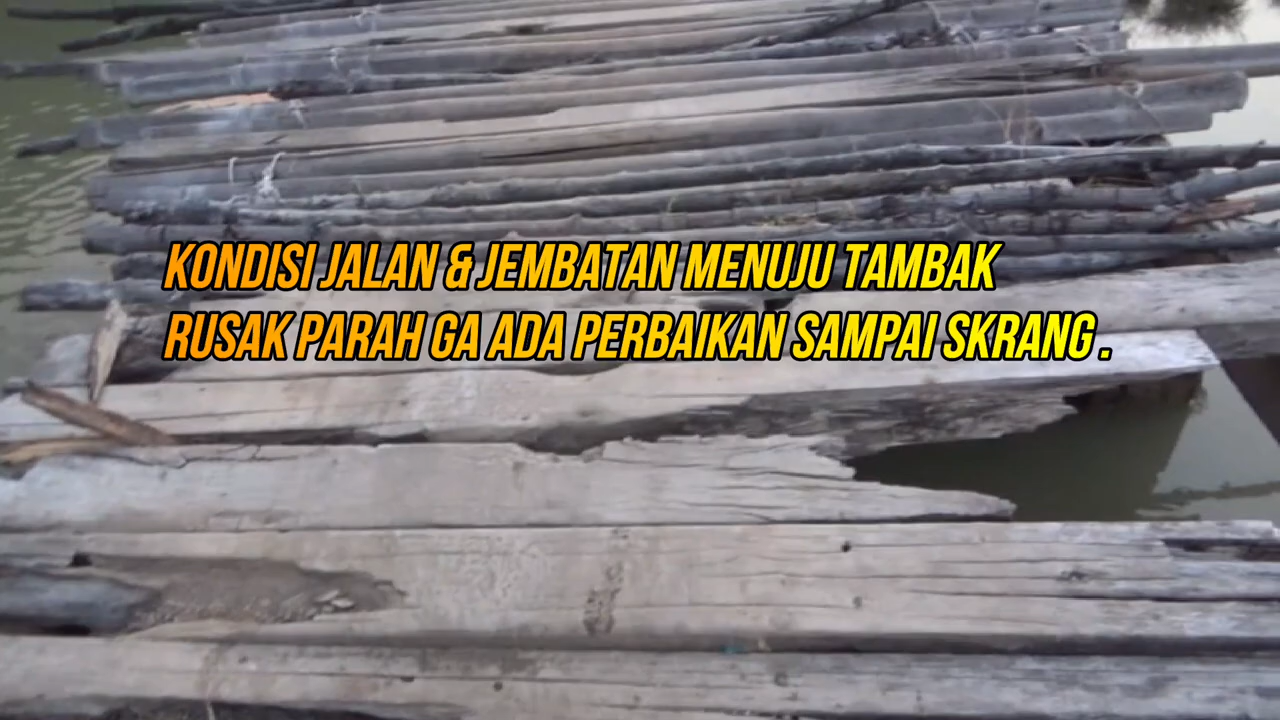 KONDISI JALAN & JEMBATAN MENUJU TAMBAK
RUSAK PARAH GA ADA PERBAIKAN SAMPAI SKRANG .